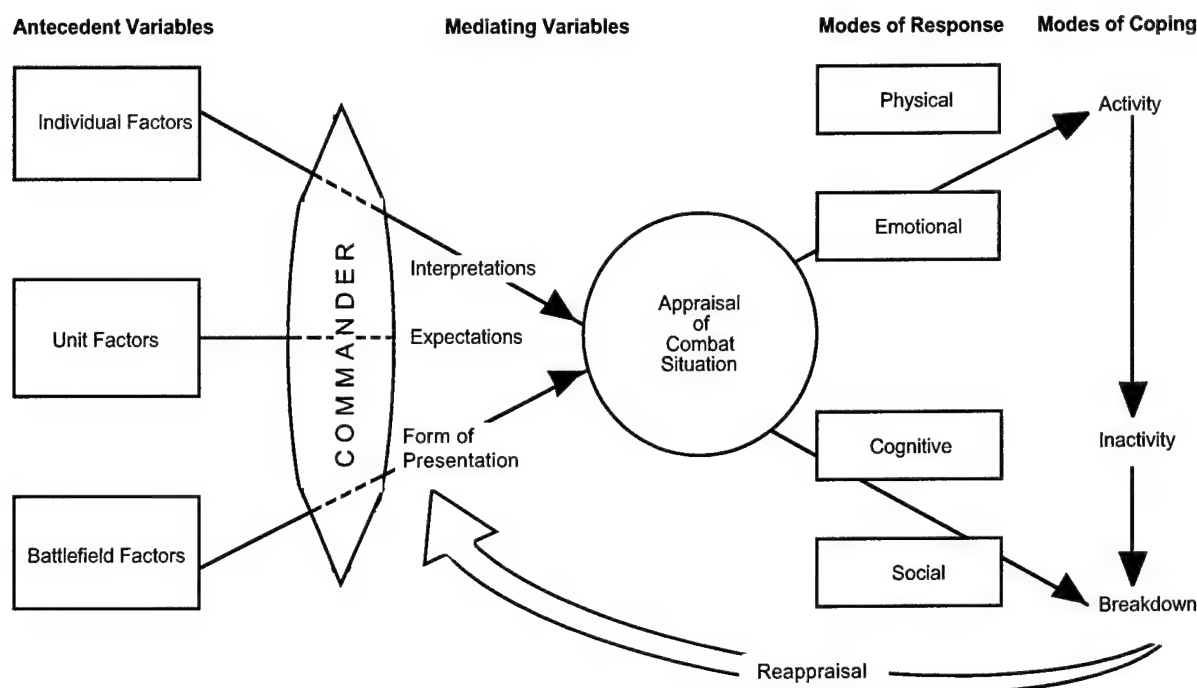 Antecedent Variables
Mediating Variables
Modes of Response
Modes of Coping
Individual Factors
Unit Factors
Battlefield Factors
COMMANDER
Interpretations
Expectations
Form of
Presentation
Appraisal
of
Combat
Situation
Physical
Emotional
Cognitive
Social
Activity
Inactivity
Breakdown
Reappraisal